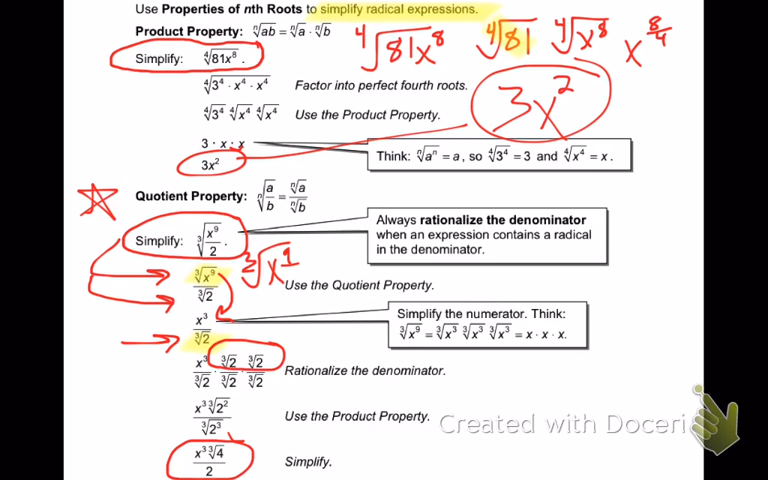 Use Properties of nth Roots to simplify radical expressions.
Product Property: ⁿ√ab = ⁿ√a · ⁿ√b
⁴√81x⁸ ⁴√81 ⁴√x⁸ x^(8/4)
Simplify: ⁴√81x⁸ .
3x²
⁴√3⁴ · x⁴ · x⁴ Factor into perfect fourth roots.
⁴√3⁴ ⁴√x⁴ ⁴√x⁴ Use the Product Property.
3 · x · x
3x²
Think: ⁿ√aⁿ = a, so ⁴√3⁴ = 3 and ⁴√x⁴ = x.
Quotient Property: ⁿ√(a/b) = ⁿ√a / ⁿ√b
Always rationalize the denominator
when an expression contains a radical
in the denominator.
Simplify: ³√(x⁹/2) .
³√x⁹
³√x⁹ / ³√2 Use the Quotient Property.
x³ / ³√2
Simplify the numerator. Think:
³√x⁹ = ³√x³ ³√x³ ³√x³ = x · x · x.
x³/³√2 · ³√2/³√2 · ³√2/³√2 Rationalize the denominator.
x³ ³√2² / ³√2³ Use the Product Property.
x³ ³√4 / 2 Simplify.
Created with Doceri